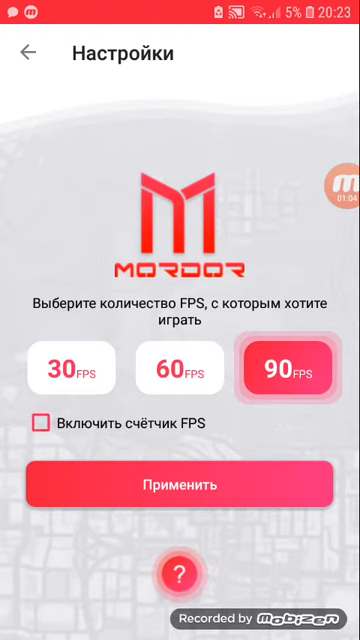 5% 20:23
Настройки
01:04
MORDOR
Выберите количество FPS, с которым хотите
играть
30FPS 60FPS 90FPS
Включить счётчик FPS
Применить
?
Recorded by Mobizen